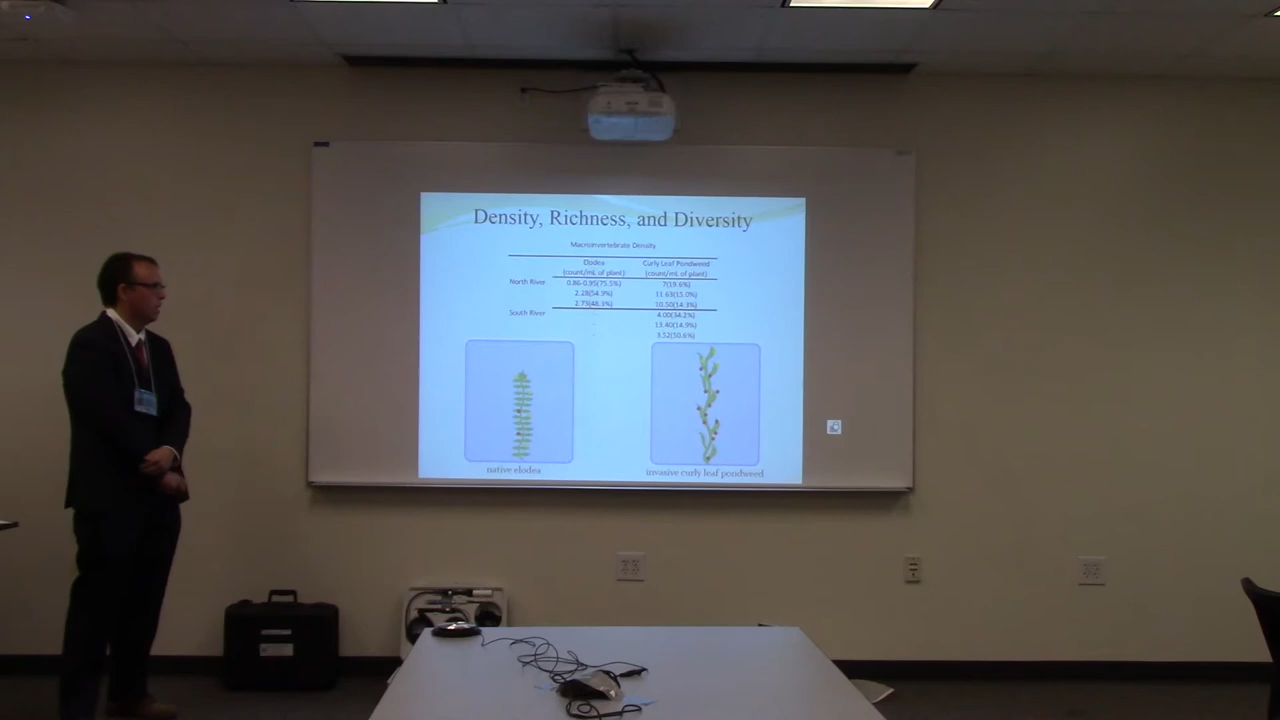 Density, Richness, and Diversity
Macroinvertebrate Density
Elodea Curly Leaf Pondweed
(count/mL of plant) (count/mL of plant)
North River 0.86-0.95(75.5%) 7(19.6%)
2.28(54.9%) 11.63(15.0%)
2.73(48.3%) 10.50(14.3%)
South River 4.00(34.2%)
13.40(14.9%)
3.52(50.6%)
native elodea invasive curly leaf pondweed